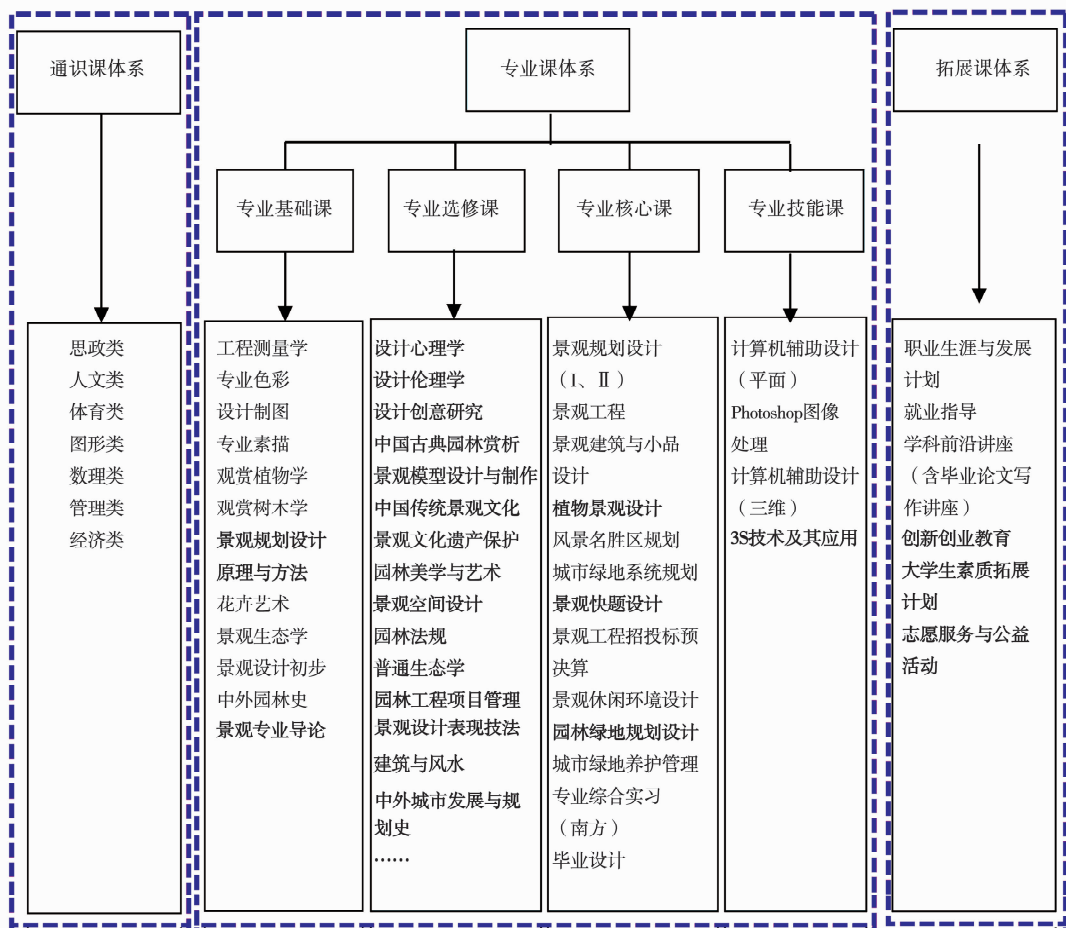 通识课体系
专业课体系
拓展课体系
专业基础课
专业选修课
专业核心课
专业技能课
思政类
人文类
体育类
图形类
数理类
管理类
经济类
工程测量学
专业色彩
设计制图
专业素描
观赏植物学
观赏树木学
景观规划设计
原理与方法
花卉艺术
景观生态学
景观设计初步
中外园林史
景观专业导论
设计心理学
设计伦理学
设计创意研究
中国古典园林赏析
景观模型设计与制作
中国传统景观文化
景观文化遗产保护
园林美学与艺术
景观空间设计
园林法规
普通生态学
园林工程项目管理
景观设计表现技法
建筑与风水
中外城市发展与规
划史
……
景观规划设计
（Ⅰ、Ⅱ）
景观工程
景观建筑与小品
设计
植物景观设计
风景名胜区规划
城市绿地系统规划
景观快题设计
景观工程招投标预
决算
景观休闲环境设计
园林绿地规划设计
城市绿地养护管理
专业综合实习
（南方）
毕业设计
计算机辅助设计
（平面）
Photoshop图像
处理
计算机辅助设计
（三维）
3S技术及其应用
职业生涯与发展
计划
就业指导
学科前沿讲座
（含毕业论文写
作讲座）
创新创业教育
大学生素质拓展
计划
志愿服务与公益
活动